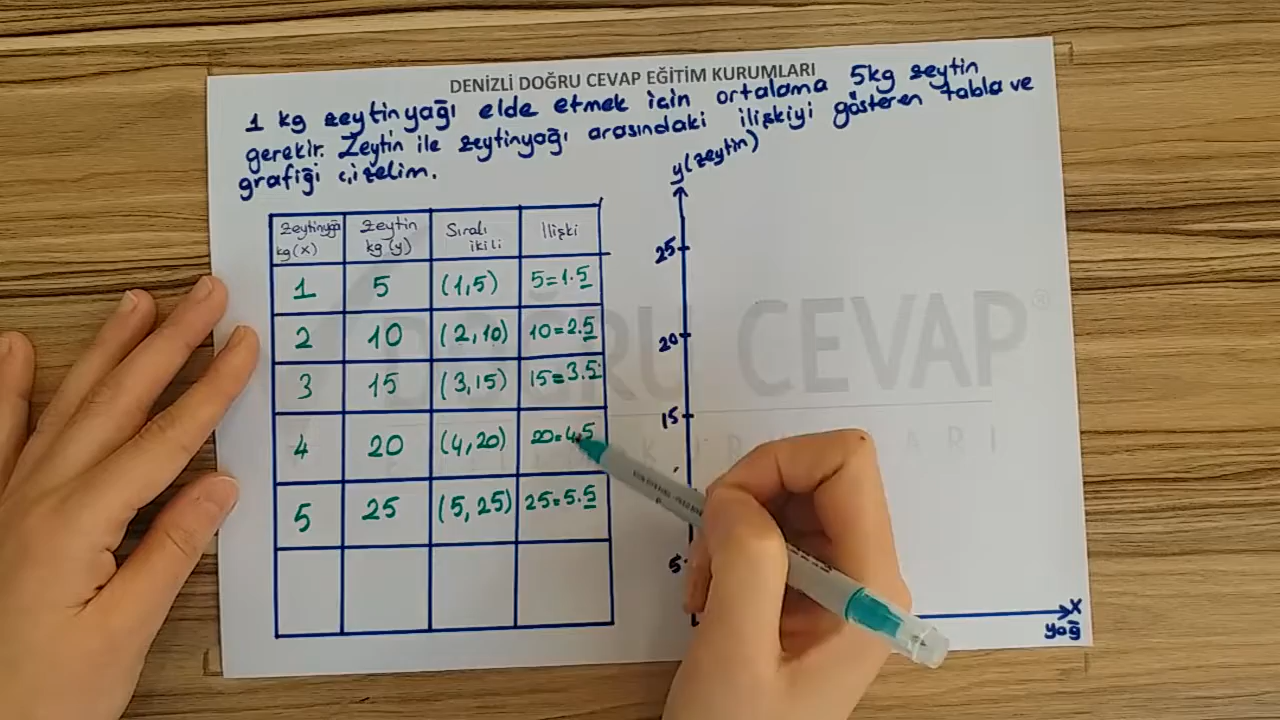 DENİZLİ DOĞRU CEVAP EĞİTİM KURUMLARI
1 kg zeytinyağı elde etmek için ortalama 5kg zeytin
gerekir. Zeytin ile zeytinyağı arasındaki ilişkiyi gösteren tablo ve
grafiği çizelim.
Zeytinyağı kg (x) Zeytin kg (y) Sıralı ikili İlişki
1 5 (1,5) 5=1.5
2 10 (2,10) 10=2.5
3 15 (3,15) 15=3.5
4 20 (4,20) 20=4.5
5 25 (5,25) 25=5.5
y(zeytin)
25
20
15
5
x
yağ
DOĞRU CEVAP